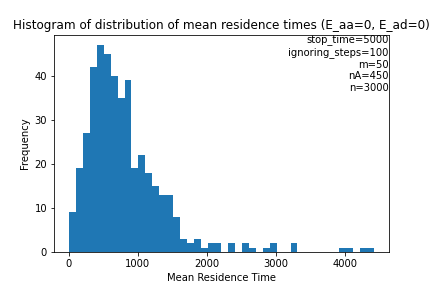 Histogram of distribution of mean residence times (E_aa=0, E_ad=0)
stop_time=5000
ignoring_steps=100
m=50
nA=450
n=3000
Frequency
40
30
20
10
0
0 1000 2000 3000 4000
Mean Residence Time